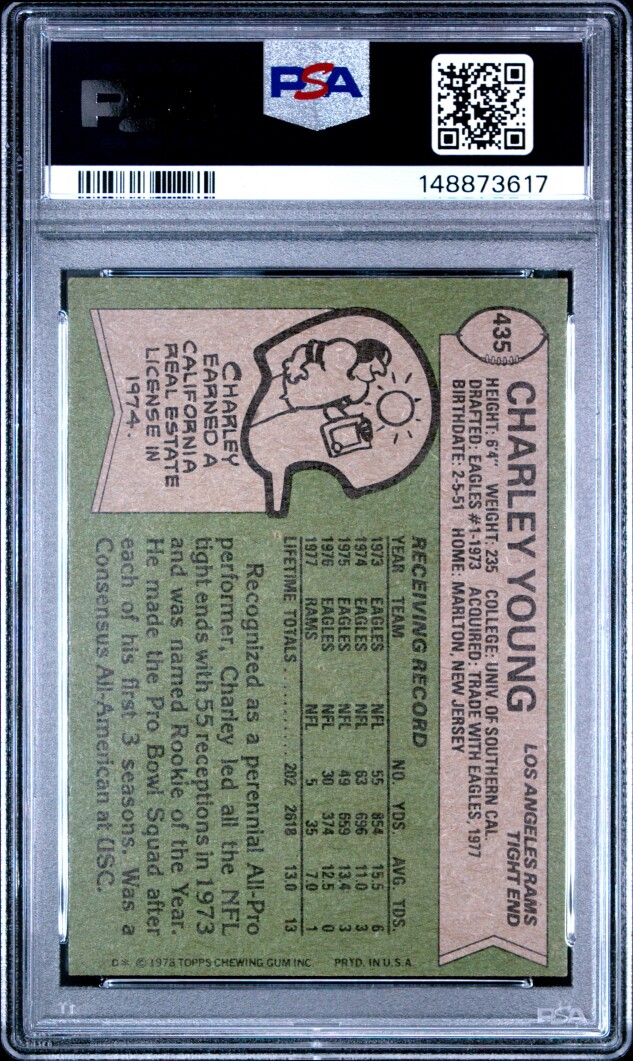 PSA
148873617
435
CHARLEY YOUNG
LOS ANGELES RAMS
TIGHT END
HEIGHT: 6'4" WEIGHT: 235 COLLEGE: UNIV. OF SOUTHERN CAL.
DRAFTED: EAGLES #1-1973 ACQUIRED: TRADE WITH EAGLES, 1977
BIRTHDATE: 2-5-51 HOME: MARLTON, NEW JERSEY
RECEIVING RECORD
YEAR TEAM NO. YDS. AVG. TDS.
1973 EAGLES NFL 55 854 15.5 6
1974 EAGLES NFL 63 696 11.0 3
1975 EAGLES NFL 49 659 13.4 3
1976 EAGLES NFL 30 374 12.5 0
1977 RAMS NFL 5 35 7.0 1
LIFETIME TOTALS .......... 202 2618 13.0 13
CHARLEY
EARNED A
CALIFORNIA
REAL ESTATE
LICENSE IN
1974.
Recognized as a perennial All-Pro
performer, Charley led all the NFL
tight ends with 55 receptions in 1973
and was named Rookie of the Year.
He made the Pro Bowl Squad after
each of his first 3 seasons. Was a
Consensus All-American at USC.
D* © 1978 TOPPS CHEWING GUM INC. PRTD. IN U.S.A.
PSA